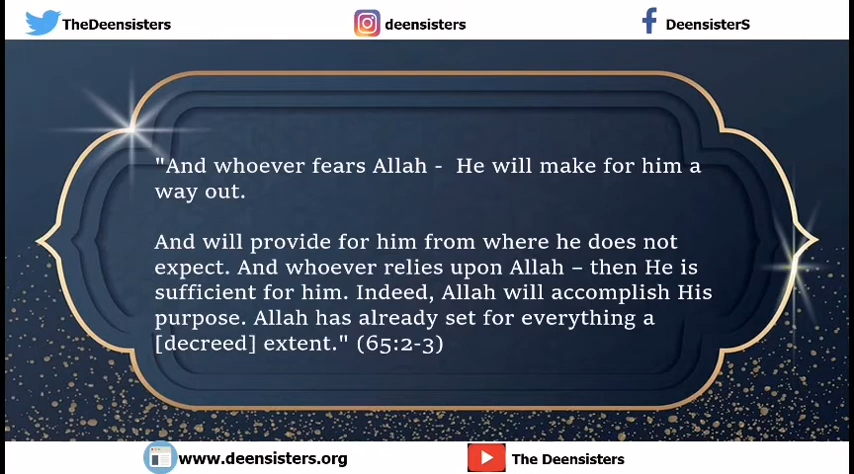 TheDeensisters
deensisters
DeensisterS
"And whoever fears Allah -  He will make for him a
way out.
And will provide for him from where he does not
expect. And whoever relies upon Allah – then He is
sufficient for him. Indeed, Allah will accomplish His
purpose. Allah has already set for everything a
[decreed] extent." (65:2-3)
www.deensisters.org
The Deensisters